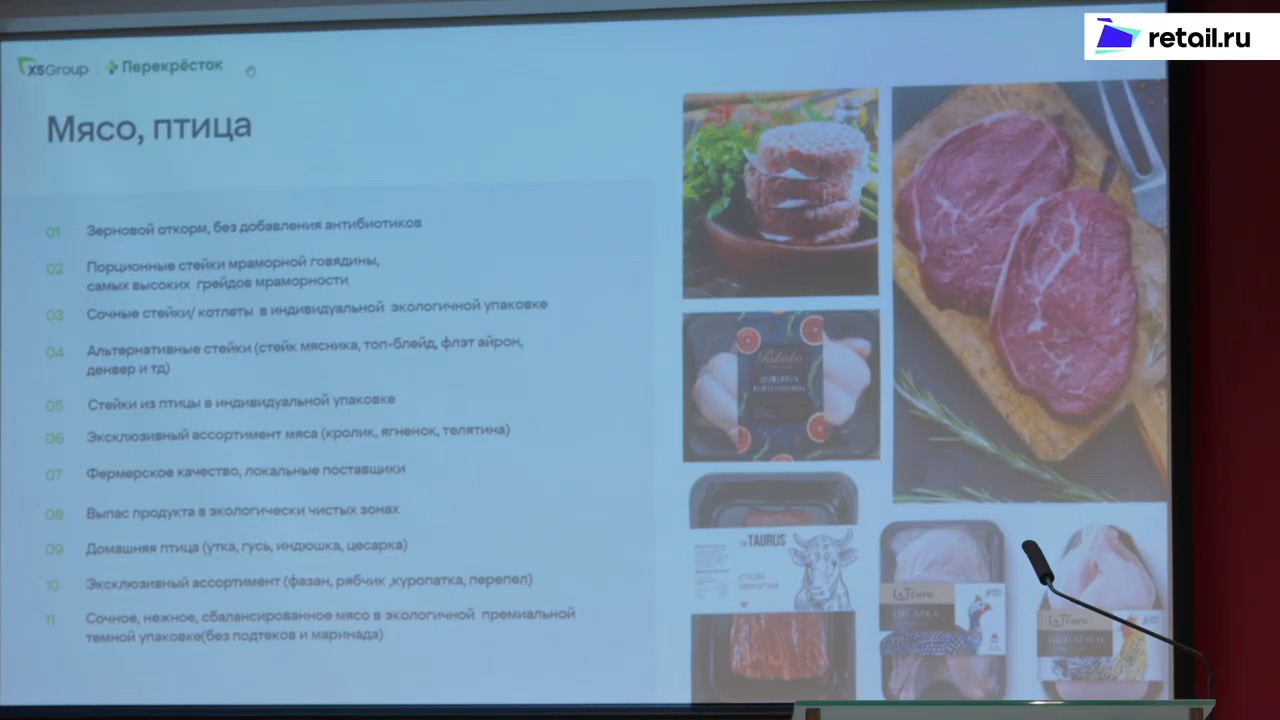 retail.ru
X5Group
Перекрёсток
Мясо, птица
01 Зерновой откорм, без добавления антибиотиков
02 Порционные стейки мраморной говядины,
самых высоких грейдов мраморности
03 Сочные стейки/ котлеты в индивидуальной экологичной упаковке
04 Альтернативные стейки (стейк мясника, топ-блейд, флэт айрон,
денвер и тд)
05 Стейки из птицы в индивидуальной упаковке
06 Эксклюзивный ассортимент мяса (кролик, ягненок, телятина)
07 Фермерское качество, локальные поставщики
08 Выпас продукта в экологически чистых зонах
09 Домашняя птица (утка, гусь, индюшка, цесарка)
10 Эксклюзивный ассортимент (фазан, рябчик ,куропатка, перепел)
11 Сочное, нежное, сбалансированное мясо в экологичной премиальной
темной упаковке(без подтеков и маринада)
TAURUS
СТЕЙК
МИНУТКА
ЦЕСАРКА